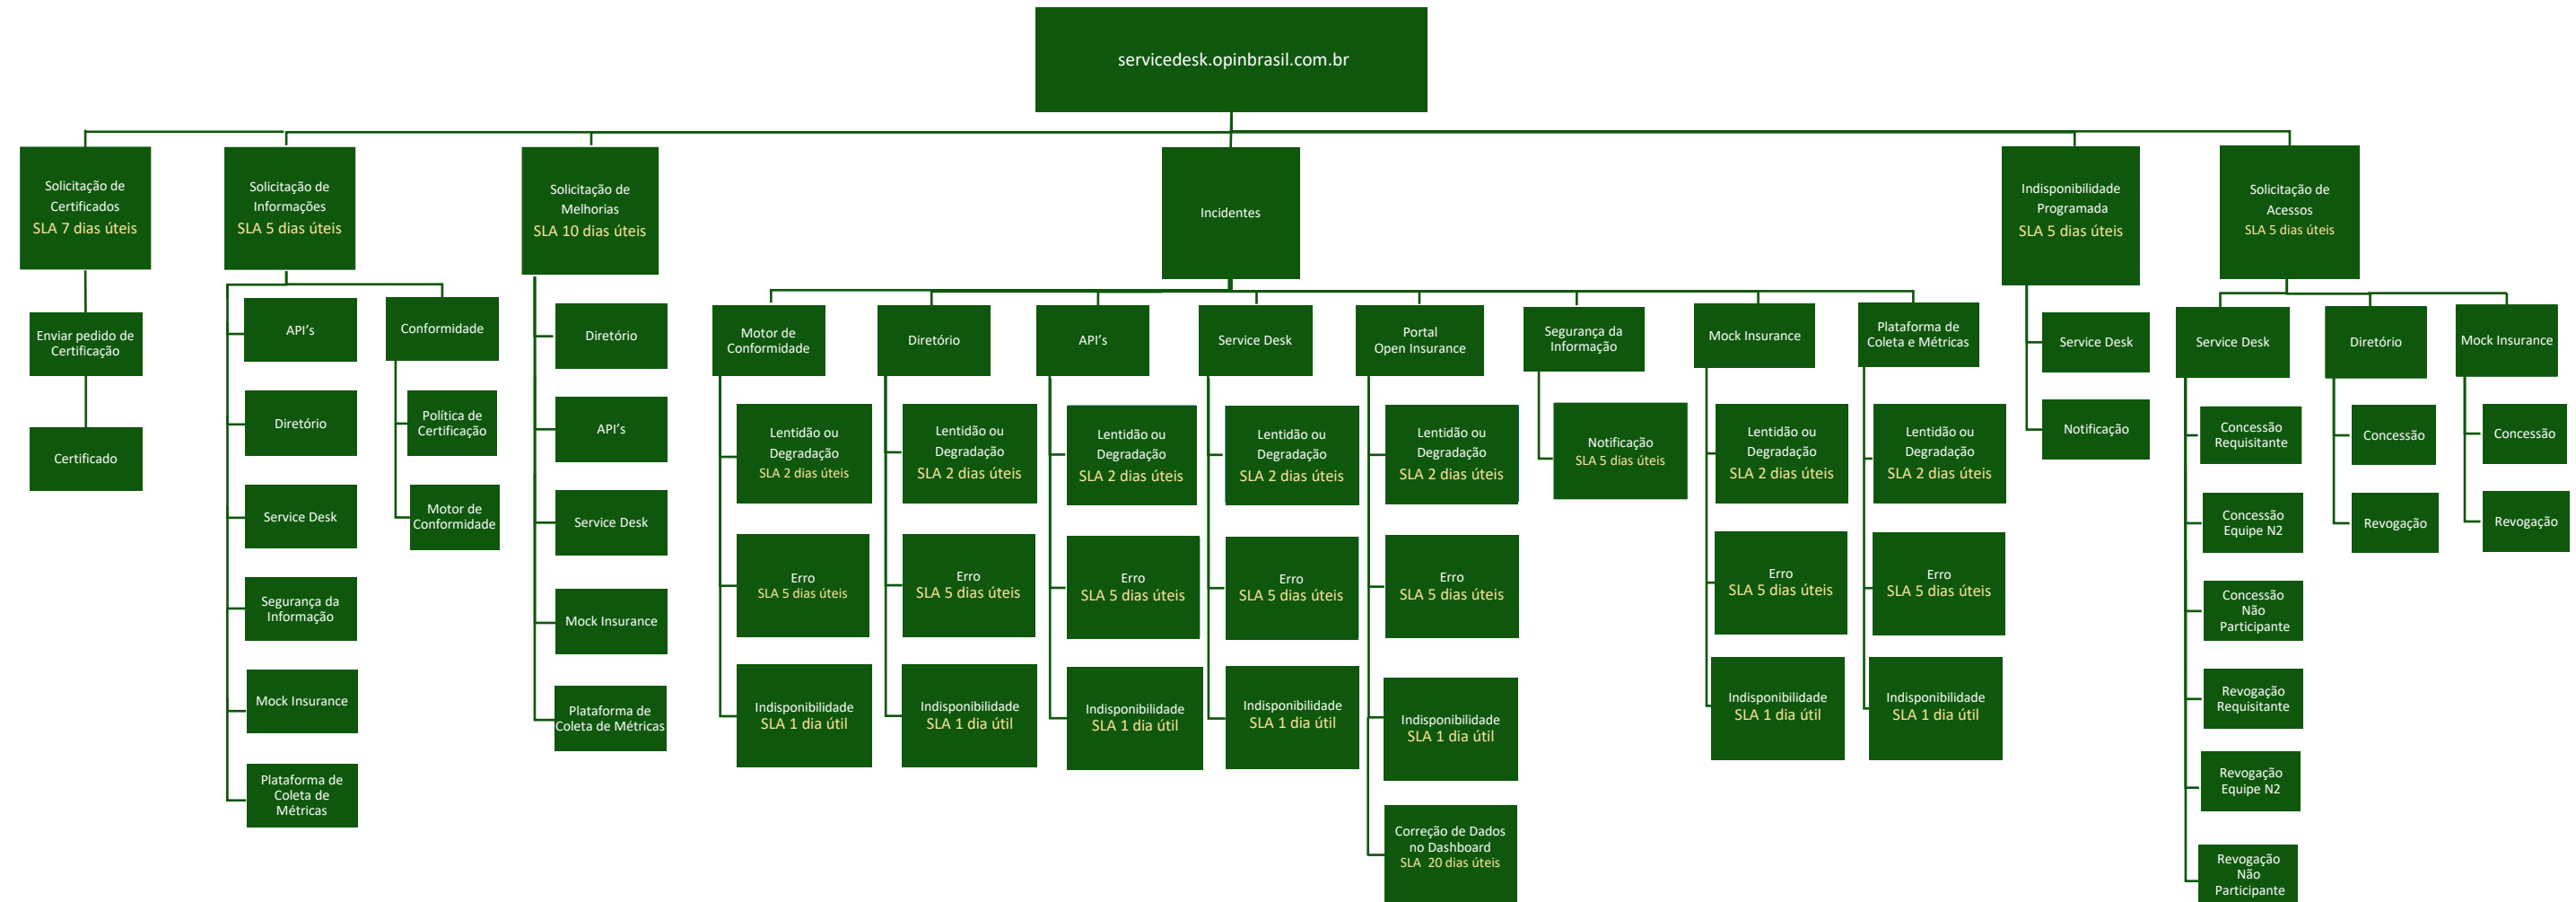 servicedesk.opinbrasil.com.br
Solicitação de
Certificados
SLA 7 dias úteis
Enviar pedido de
Certificação
Certificado
Solicitação de
Informações
SLA 5 dias úteis
API's
Diretório
Service Desk
Segurança da
Informação
Mock Insurance
Plataforma de
Coleta de
Métricas
Conformidade
Política de
Certificação
Motor de
Conformidade
Solicitação de
Melhorias
SLA 10 dias úteis
Diretório
API's
Service Desk
Mock Insurance
Plataforma de
Coleta de Métricas
Incidentes
Motor de
Conformidade
Lentidão ou
Degradação
SLA 2 dias úteis
Erro
SLA 5 dias úteis
Indisponibilidade
SLA 1 dia útil
Diretório
Lentidão ou
Degradação
SLA 2 dias úteis
Erro
SLA 5 dias úteis
Indisponibilidade
SLA 1 dia útil
API's
Lentidão ou
Degradação
SLA 2 dias úteis
Erro
SLA 5 dias úteis
Indisponibilidade
SLA 1 dia útil
Service Desk
Lentidão ou
Degradação
SLA 2 dias úteis
Erro
SLA 5 dias úteis
Indisponibilidade
SLA 1 dia útil
Portal
Open Insurance
Lentidão ou
Degradação
SLA 2 dias úteis
Erro
SLA 5 dias úteis
Indisponibilidade
SLA 1 dia útil
Correção de Dados
no Dashboard
SLA 20 dias úteis
Segurança da
Informação
Notificação
SLA 5 dias úteis
Mock Insurance
Lentidão ou
Degradação
SLA 2 dias úteis
Erro
SLA 5 dias úteis
Indisponibilidade
SLA 1 dia útil
Plataforma de
Coleta e Métricas
Lentidão ou
Degradação
SLA 2 dias úteis
Erro
SLA 5 dias úteis
Indisponibilidade
SLA 1 dia útil
Indisponibilidade
Programada
SLA 5 dias úteis
Service Desk
Notificação
Solicitação de
Acessos
SLA 5 dias úteis
Service Desk
Concessão
Requisitante
Concessão
Equipe N2
Concessão
Não
Participante
Revogação
Requisitante
Revogação
Equipe N2
Revogação
Não
Participante
Diretório
Concessão
Revogação
Mock Insurance
Concessão
Revogação